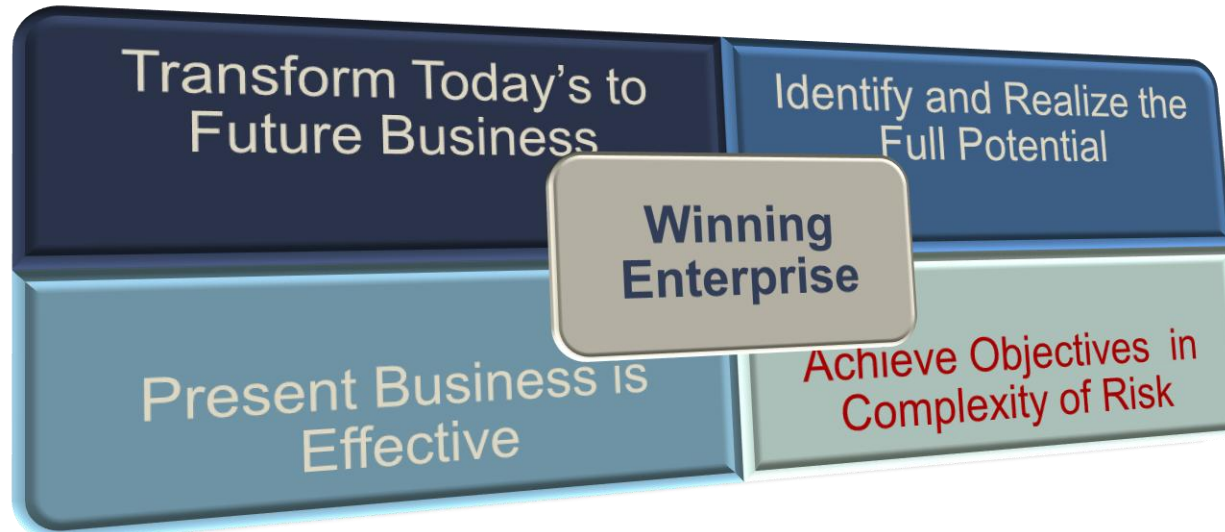 Transform Today's to
Future Business
Identify and Realize the
Full Potential
Winning
Enterprise
Present Business is
Effective
Achieve Objectives in
Complexity of Risk